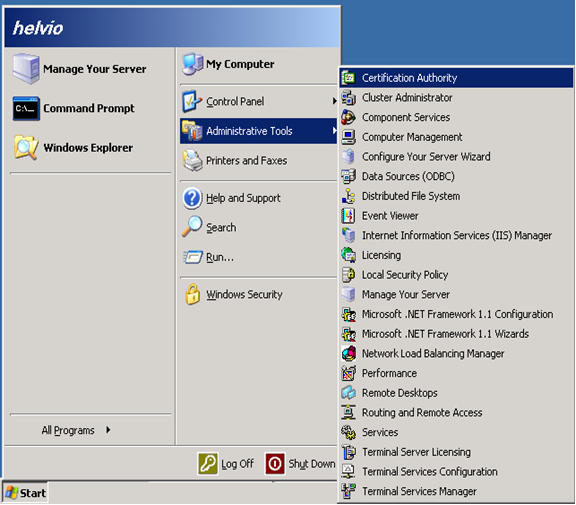 helvio
Manage Your Server
Command Prompt
Windows Explorer
All Programs
My Computer
Control Panel
Administrative Tools
Printers and Faxes
Help and Support
Search
Run...
Windows Security
Log Off
Shut Down
Start
Certification Authority
Cluster Administrator
Component Services
Computer Management
Configure Your Server Wizard
Data Sources (ODBC)
Distributed File System
Event Viewer
Internet Information Services (IIS) Manager
Licensing
Local Security Policy
Manage Your Server
Microsoft .NET Framework 1.1 Configuration
Microsoft .NET Framework 1.1 Wizards
Network Load Balancing Manager
Performance
Remote Desktops
Routing and Remote Access
Services
Terminal Server Licensing
Terminal Services Configuration
Terminal Services Manager